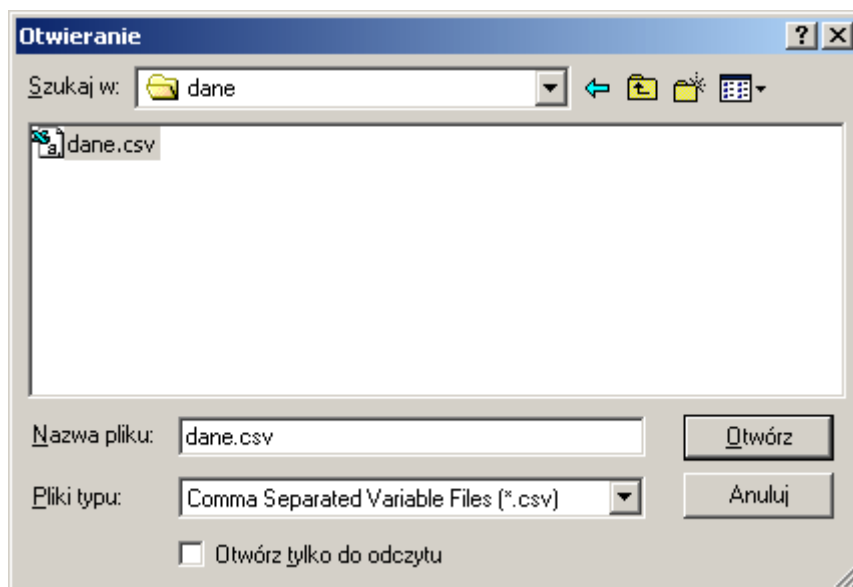 Otwieranie
Szukaj w: dane
dane.csv
Nazwa pliku: dane.csv Otwórz
Pliki typu: Comma Separated Variable Files (*.csv) Anuluj
Otwórz tylko do odczytu